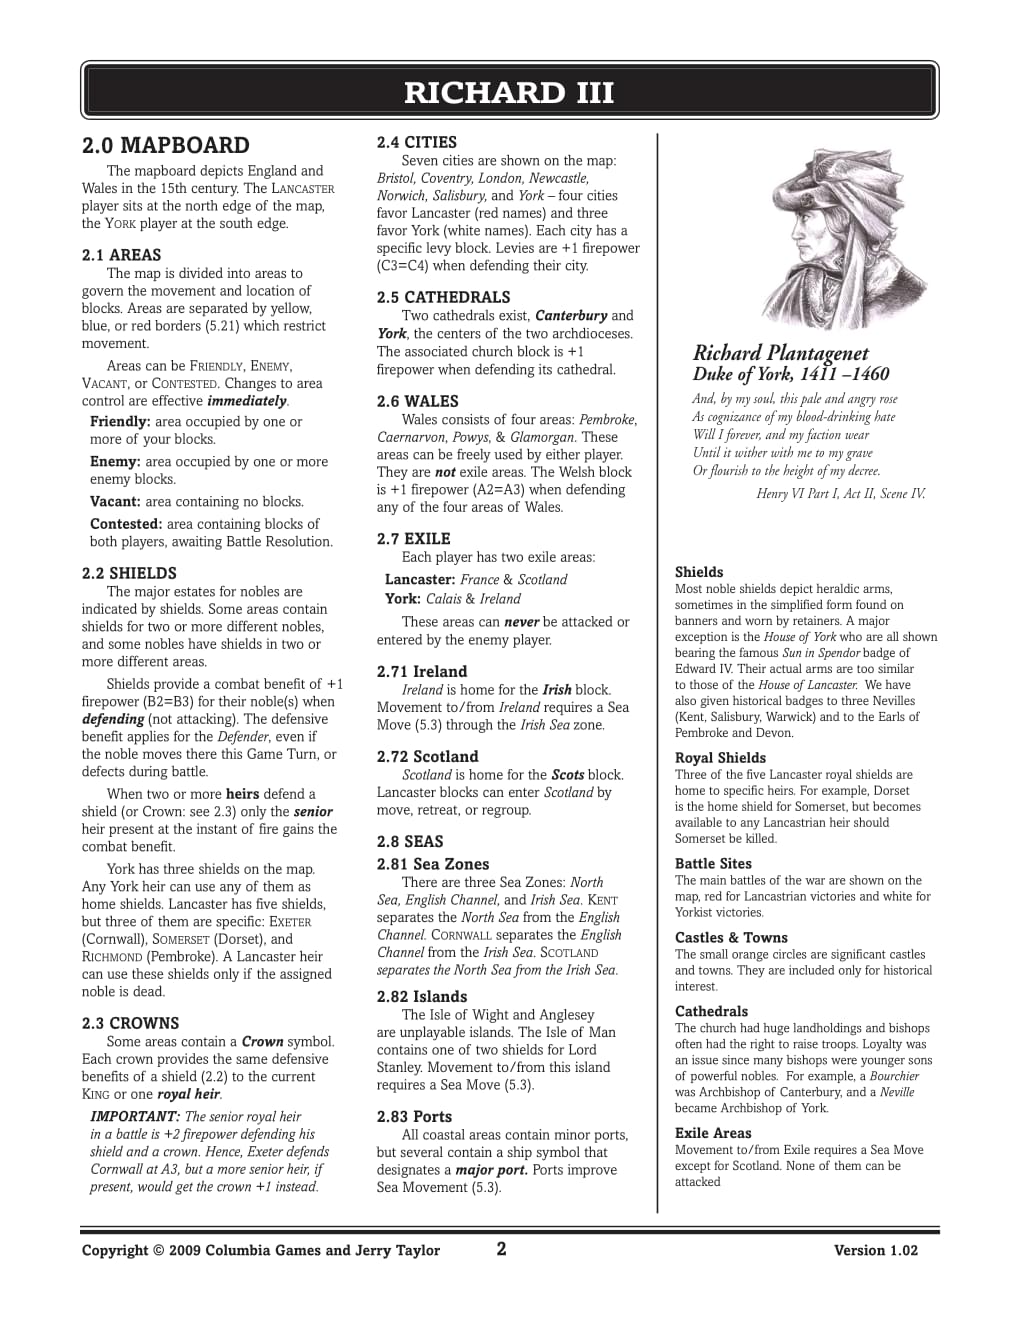 RICHARD III
2.0 MAPBOARD
The mapboard depicts England and
Wales in the 15th century. The LANCASTER
player sits at the north edge of the map,
the YORK player at the south edge.
2.1 AREAS
The map is divided into areas to
govern the movement and location of
blocks. Areas are separated by yellow,
blue, or red borders (5.21) which restrict
movement.
Areas can be FRIENDLY, ENEMY,
VACANT, or CONTESTED. Changes to area
control are effective immediately.
Friendly: area occupied by one or
more of your blocks.
Enemy: area occupied by one or more
enemy blocks.
Vacant: area containing no blocks.
Contested: area containing blocks of
both players, awaiting Battle Resolution.
2.2 SHIELDS
The major estates for nobles are
indicated by shields. Some areas contain
shields for two or more different nobles,
and some nobles have shields in two or
more different areas.
Shields provide a combat benefit of +1
firepower (B2=B3) for their noble(s) when
defending (not attacking). The defensive
benefit applies for the Defender, even if
the noble moves there this Game Turn, or
defects during battle.
When two or more heirs defend a
shield (or Crown: see 2.3) only the senior
heir present at the instant of fire gains the
combat benefit.
York has three shields on the map.
Any York heir can use any of them as
home shields. Lancaster has five shields,
but three of them are specific: EXETER
(Cornwall), SOMERSET (Dorset), and
RICHMOND (Pembroke). A Lancaster heir
can use these shields only if the assigned
noble is dead.
2.3 CROWNS
Some areas contain a Crown symbol.
Each crown provides the same defensive
benefits of a shield (2.2) to the current
KING or one royal heir.
IMPORTANT: The senior royal heir
in a battle is +2 firepower defending his
shield and a crown. Hence, Exeter defends
Cornwall at A3, but a more senior heir, if
present, would get the crown +1 instead.
2.4 CITIES
Seven cities are shown on the map:
Bristol, Coventry, London, Newcastle,
Norwich, Salisbury, and York – four cities
favor Lancaster (red names) and three
favor York (white names). Each city has a
specific levy block. Levies are +1 firepower
(C3=C4) when defending their city.
2.5 CATHEDRALS
Two cathedrals exist, Canterbury and
York, the centers of the two archdioceses.
The associated church block is +1
firepower when defending its cathedral.
2.6 WALES
Wales consists of four areas: Pembroke,
Caernarvon, Powys, & Glamorgan. These
areas can be freely used by either player.
They are not exile areas. The Welsh block
is +1 firepower (A2=A3) when defending
any of the four areas of Wales.
2.7 EXILE
Each player has two exile areas:
Lancaster: France & Scotland
York: Calais & Ireland
These areas can never be attacked or
entered by the enemy player.
2.71 Ireland
Ireland is home for the Irish block.
Movement to/from Ireland requires a Sea
Move (5.3) through the Irish Sea zone.
2.72 Scotland
Scotland is home for the Scots block.
Lancaster blocks can enter Scotland by
move, retreat, or regroup.
2.8 SEAS
2.81 Sea Zones
There are three Sea Zones: North
Sea, English Channel, and Irish Sea. KENT
separates the North Sea from the English
Channel. CORNWALL separates the English
Channel from the Irish Sea. SCOTLAND
separates the North Sea from the Irish Sea.
2.82 Islands
The Isle of Wight and Anglesey
are unplayable islands. The Isle of Man
contains one of two shields for Lord
Stanley. Movement to/from this island
requires a Sea Move (5.3).
2.83 Ports
All coastal areas contain minor ports,
but several contain a ship symbol that
designates a major port. Ports improve
Sea Movement (5.3).
Richard Plantagenet
Duke of York, 1411 –1460
And, by my soul, this pale and angry rose
As cognizance of my blood-drinking hate
Will I forever, and my faction wear
Until it wither with me to my grave
Or flourish to the height of my decree.
Henry VI Part I, Act II, Scene IV.
Shields
Most noble shields depict heraldic arms,
sometimes in the simplified form found on
banners and worn by retainers. A major
exception is the House of York who are all shown
bearing the famous Sun in Spendor badge of
Edward IV. Their actual arms are too similar
to those of the House of Lancaster. We have
also given historical badges to three Nevilles
(Kent, Salisbury, Warwick) and to the Earls of
Pembroke and Devon.
Royal Shields
Three of the five Lancaster royal shields are
home to specific heirs. For example, Dorset
is the home shield for Somerset, but becomes
available to any Lancastrian heir should
Somerset be killed.
Battle Sites
The main battles of the war are shown on the
map, red for Lancastrian victories and white for
Yorkist victories.
Castles & Towns
The small orange circles are significant castles
and towns. They are included only for historical
interest.
Cathedrals
The church had huge landholdings and bishops
often had the right to raise troops. Loyalty was
an issue since many bishops were younger sons
of powerful nobles. For example, a Bourchier
was Archbishop of Canterbury, and a Neville
became Archbishop of York.
Exile Areas
Movement to/from Exile requires a Sea Move
except for Scotland. None of them can be
attacked
Copyright © 2009 Columbia Games and Jerry Taylor
2
Version 1.02